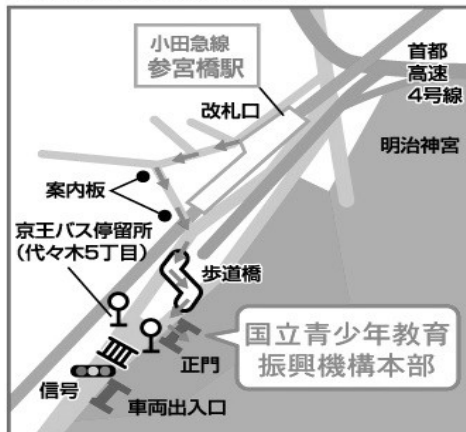 小田急線
参宮橋駅
首都
高速
4号線
改札口
明治神宮
案内板
京王バス停留所
（代々木5丁目）
歩道橋
国立青少年教育
振興機構本部
正門
信号
車両出入口